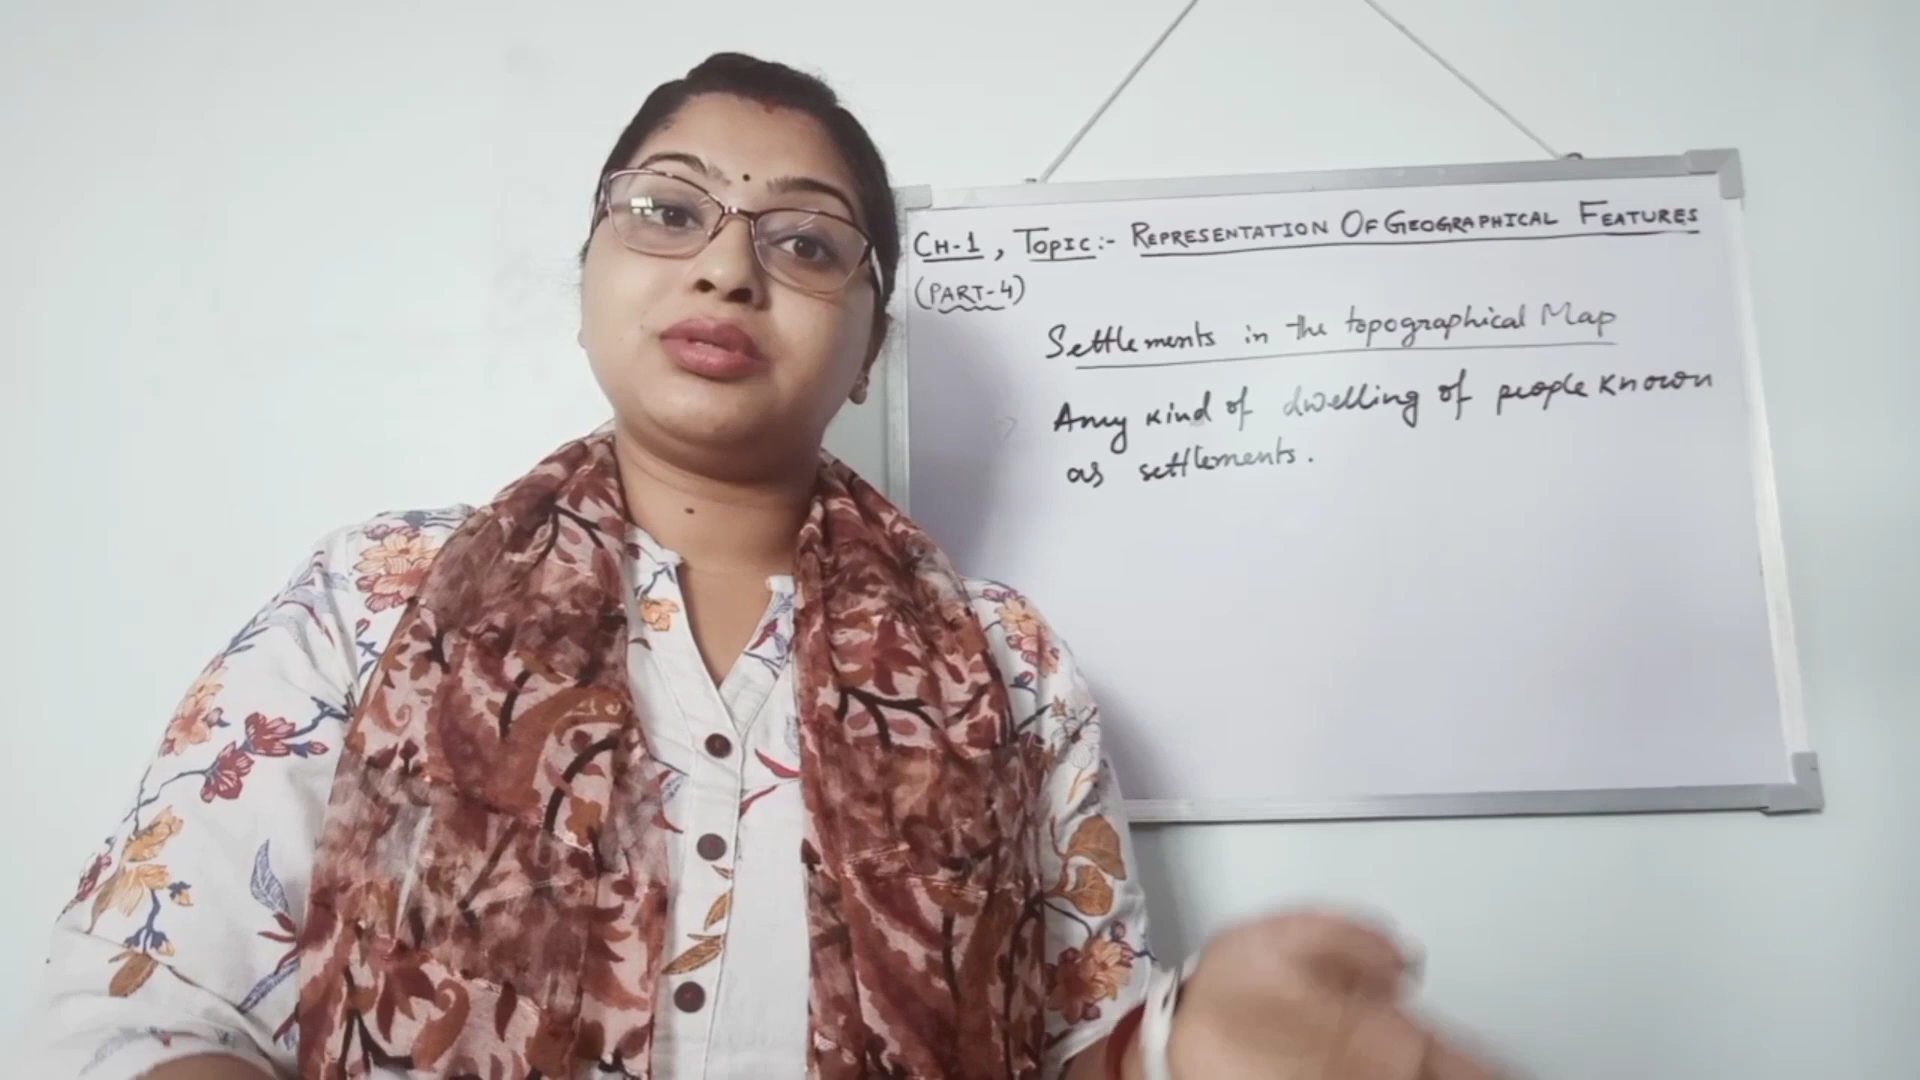 CH-1, TOPIC:- REPRESENTATION OF GEOGRAPHICAL FEATURES
(PART-4)
Settlements in the topographical Map
Any kind of dwelling of people known
as settlements.